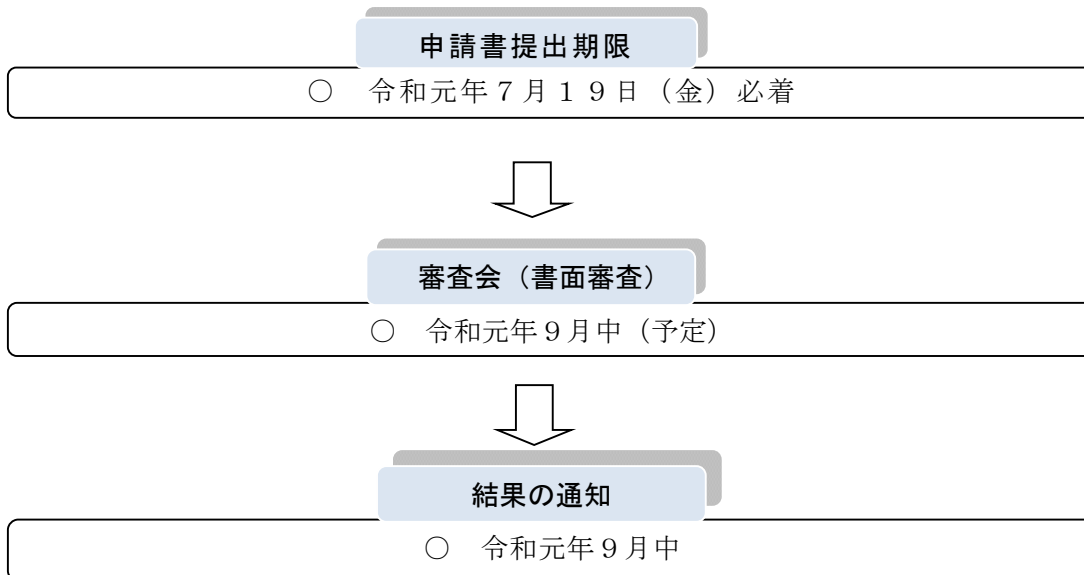 申請書提出期限
○　令和元年７月１９日（金）必着
審査会（書面審査）
○　令和元年９月中（予定）
結果の通知
○　令和元年９月中